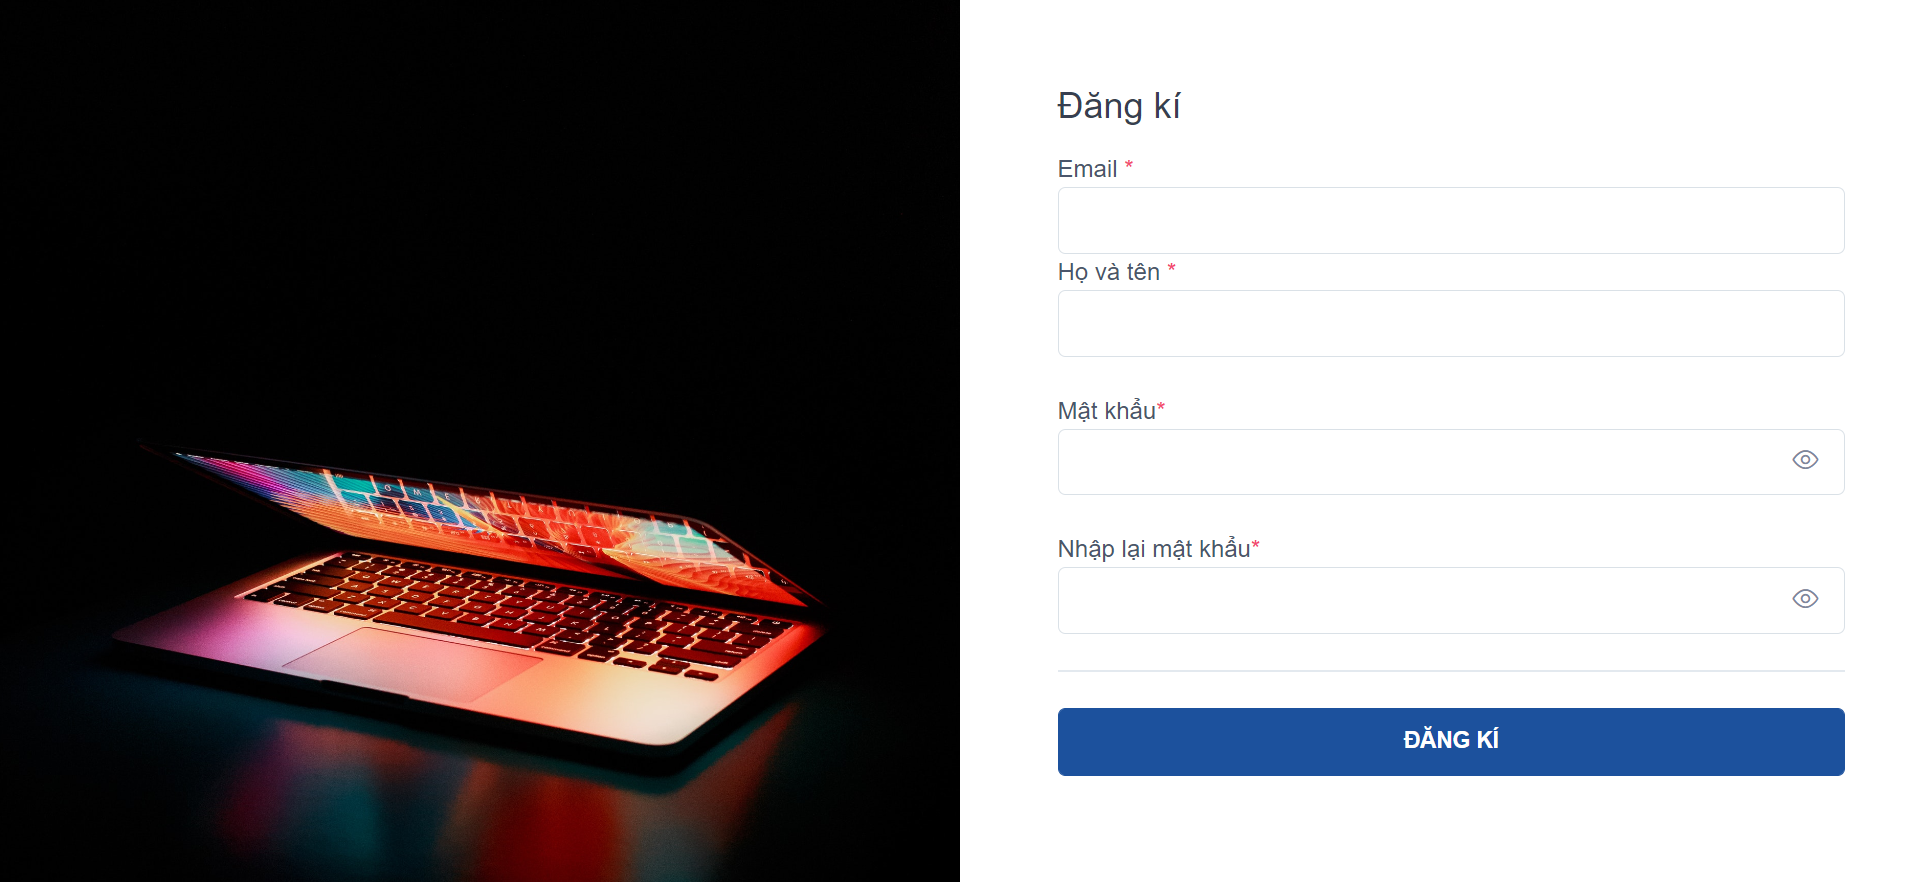 Đăng kí
Email *
Họ và tên *
Mật khẩu*
Nhập lại mật khẩu*
ĐĂNG KÍ